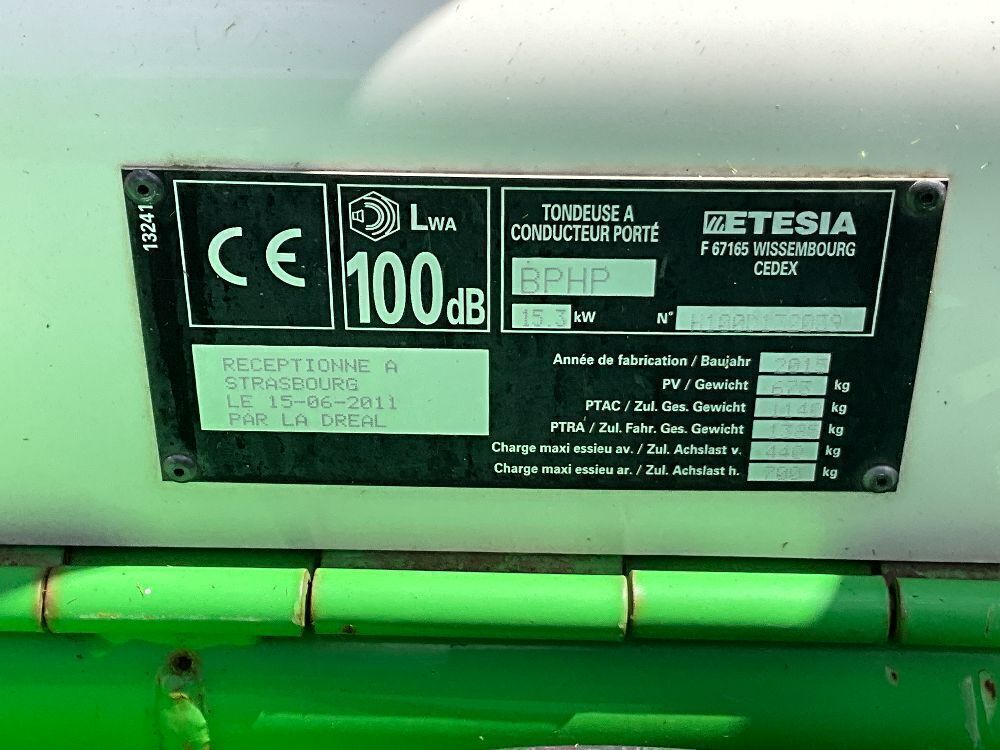 13241
CE
LWA
100dB
TONDEUSE A
CONDUCTEUR PORTÉ
BPHP
15.3 kW
ETESIA
F 67165 WISSEMBOURG
CEDEX
N°
RECEPTIONNE A
STRASBOURG
LE 15-06-2011
PAR LA DREAL
Année de fabrication / Baujahr 2015
PV / Gewicht kg
PTAC / Zul. Ges. Gewicht kg
PTRA / Zul. Fahr. Ges. Gewicht kg
Charge maxi essieu av. / Zul. Achslast v. 440 kg
Charge maxi essieu ar. / Zul. Achslast h. kg